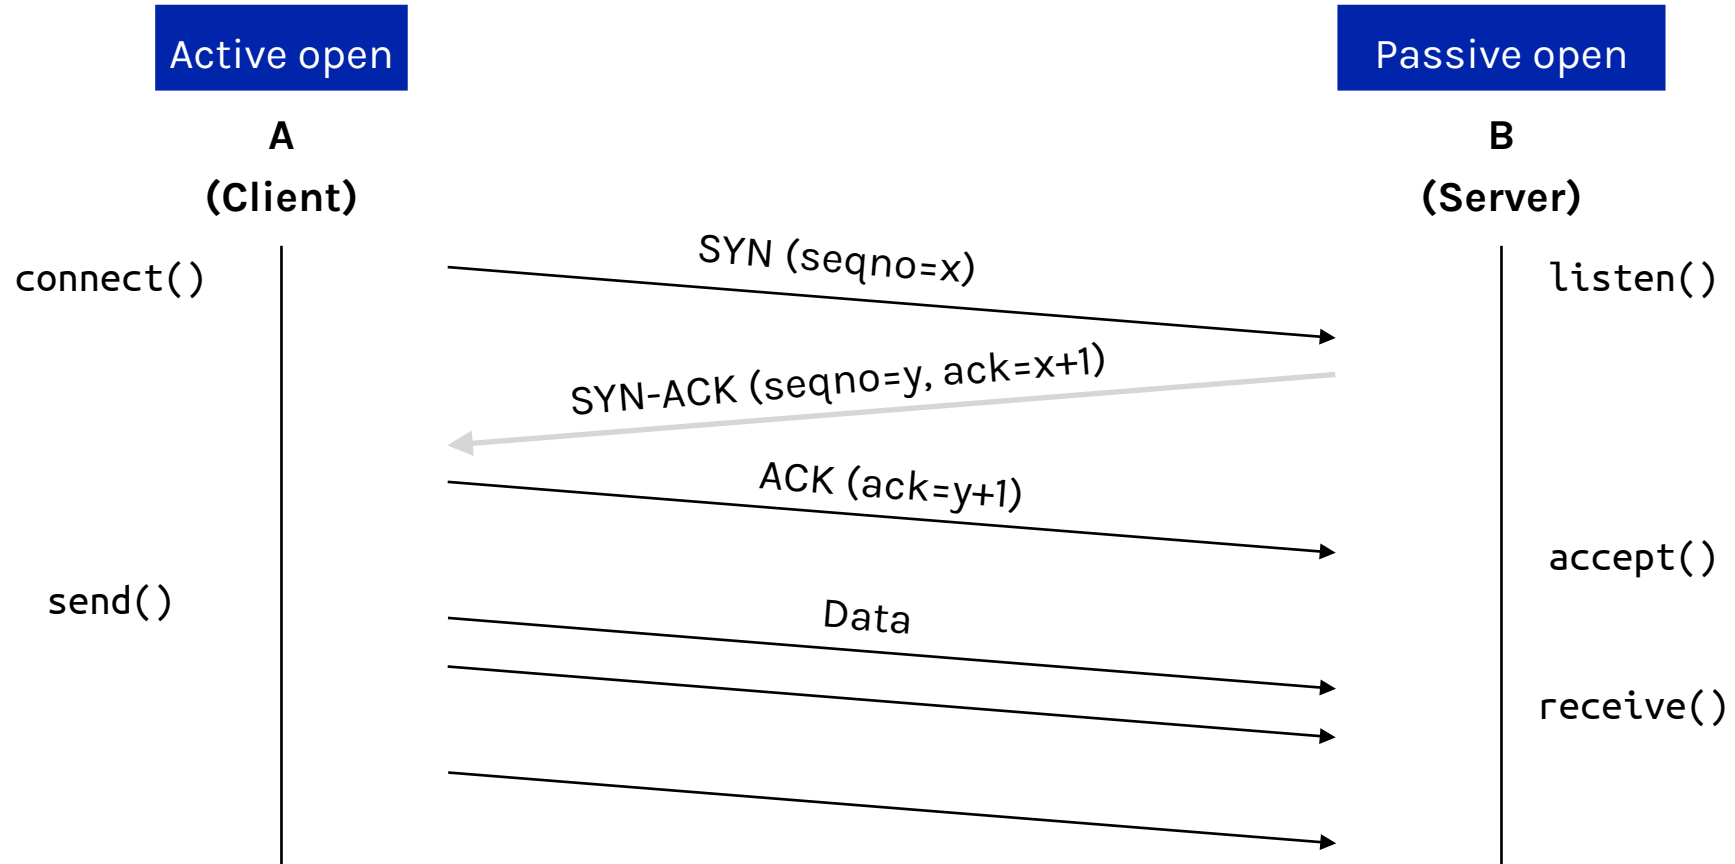 Active open
Passive open
A
(Client)
B
(Server)
connect()
SYN (seqno=x)
listen()
SYN-ACK (seqno=y, ack=x+1)
ACK (ack=y+1)
accept()
send()
Data
receive()